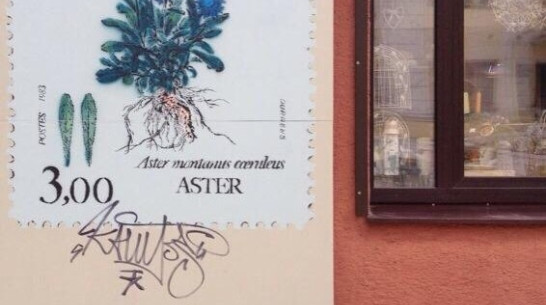 POSTES 1983
Aster montanus cœruleus
3,00
ASTER